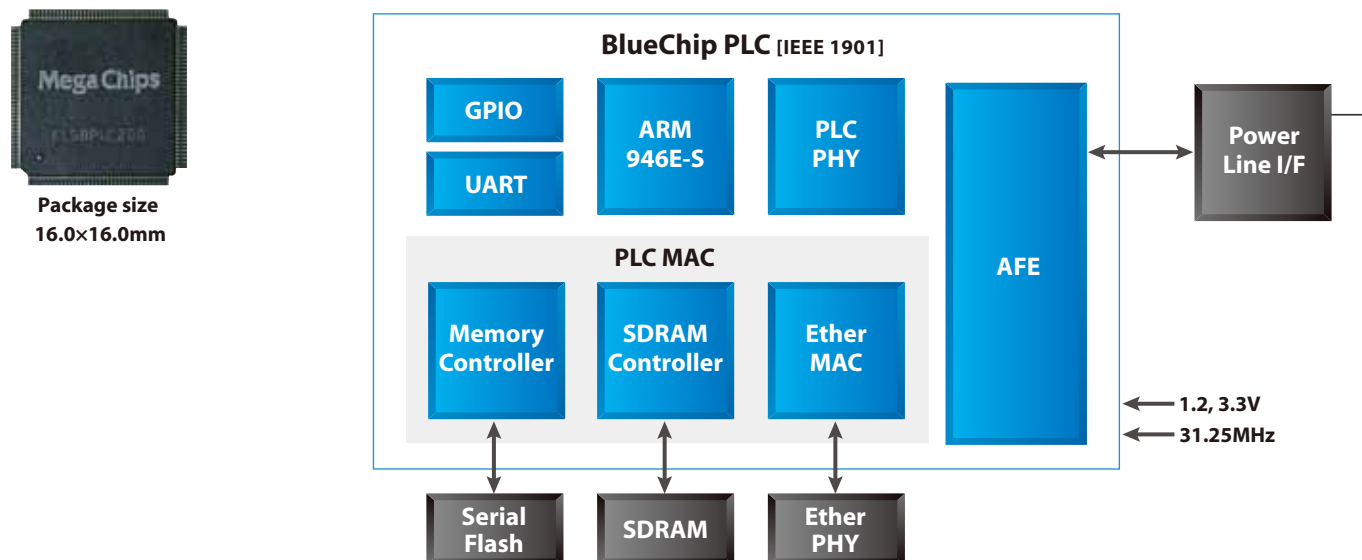 MegaChips
Package size
16.0×16.0mm
BlueChip PLC [IEEE 1901]
GPIO
UART
ARM
946E-S
PLC
PHY
AFE
Power
Line I/F
PLC MAC
Memory
Controller
SDRAM
Controller
Ether
MAC
1.2, 3.3V
31.25MHz
Serial
Flash
SDRAM
Ether
PHY